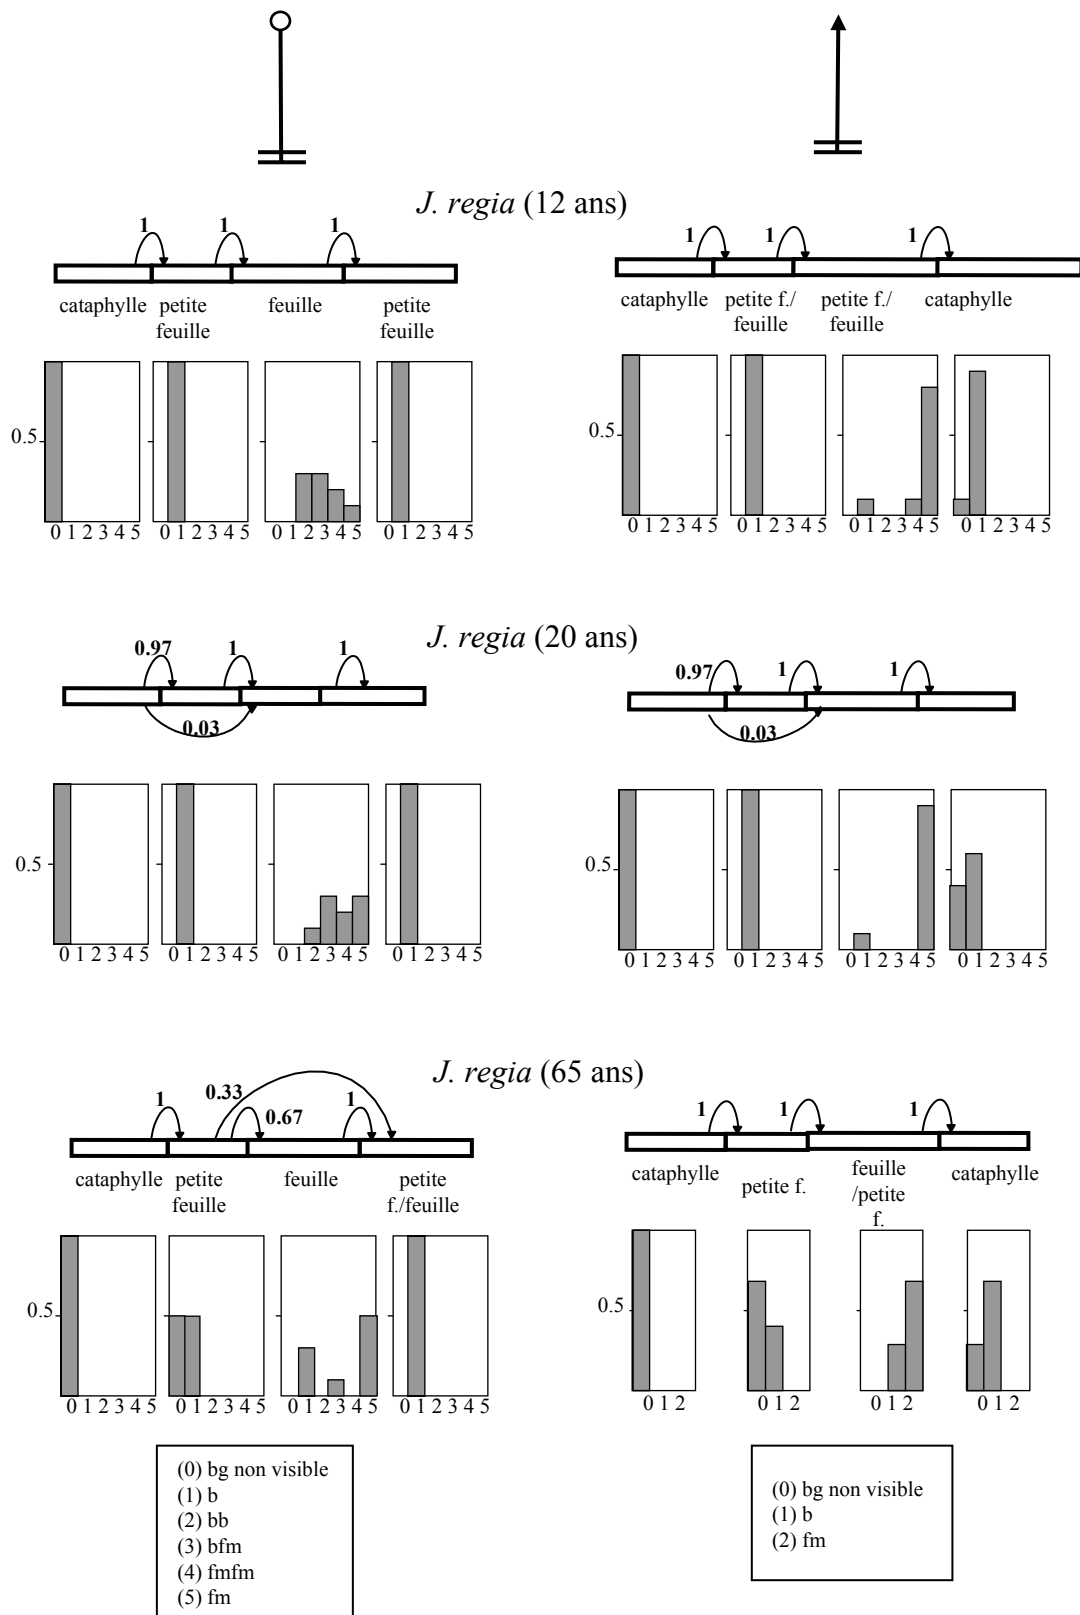 J. regia (12 ans)
1 1 1
cataphylle petite feuille petite
feuille feuille
0.5
0 1 2 3 4 5 0 1 2 3 4 5 0 1 2 3 4 5 0 1 2 3 4 5
1 1 1
cataphylle petite f./ petite f./ cataphylle
feuille feuille
0.5
0 1 2 3 4 5 0 1 2 3 4 5 0 1 2 3 4 5 0 1 2 3 4 5
J. regia (20 ans)
0.97 1 1
0.03
0.5
0 1 2 3 4 5 0 1 2 3 4 5 0 1 2 3 4 5 0 1 2 3 4 5
0.97 1 1
0.03
0.5
0 1 2 3 4 5 0 1 2 3 4 5 0 1 2 3 4 5 0 1 2 3 4 5
J. regia (65 ans)
1 0.33 0.67 1
cataphylle petite feuille petite
feuille f./feuille
0.5
0 1 2 3 4 5 0 1 2 3 4 5 0 1 2 3 4 5 0 1 2 3 4 5
1 1 1
cataphylle petite f. feuille cataphylle
/petite
f.
0.5
0 1 2 0 1 2 0 1 2 0 1 2
(0) bg non visible
(1) b
(2) bb
(3) bfm
(4) fmfm
(5) fm
(0) bg non visible
(1) b
(2) fm